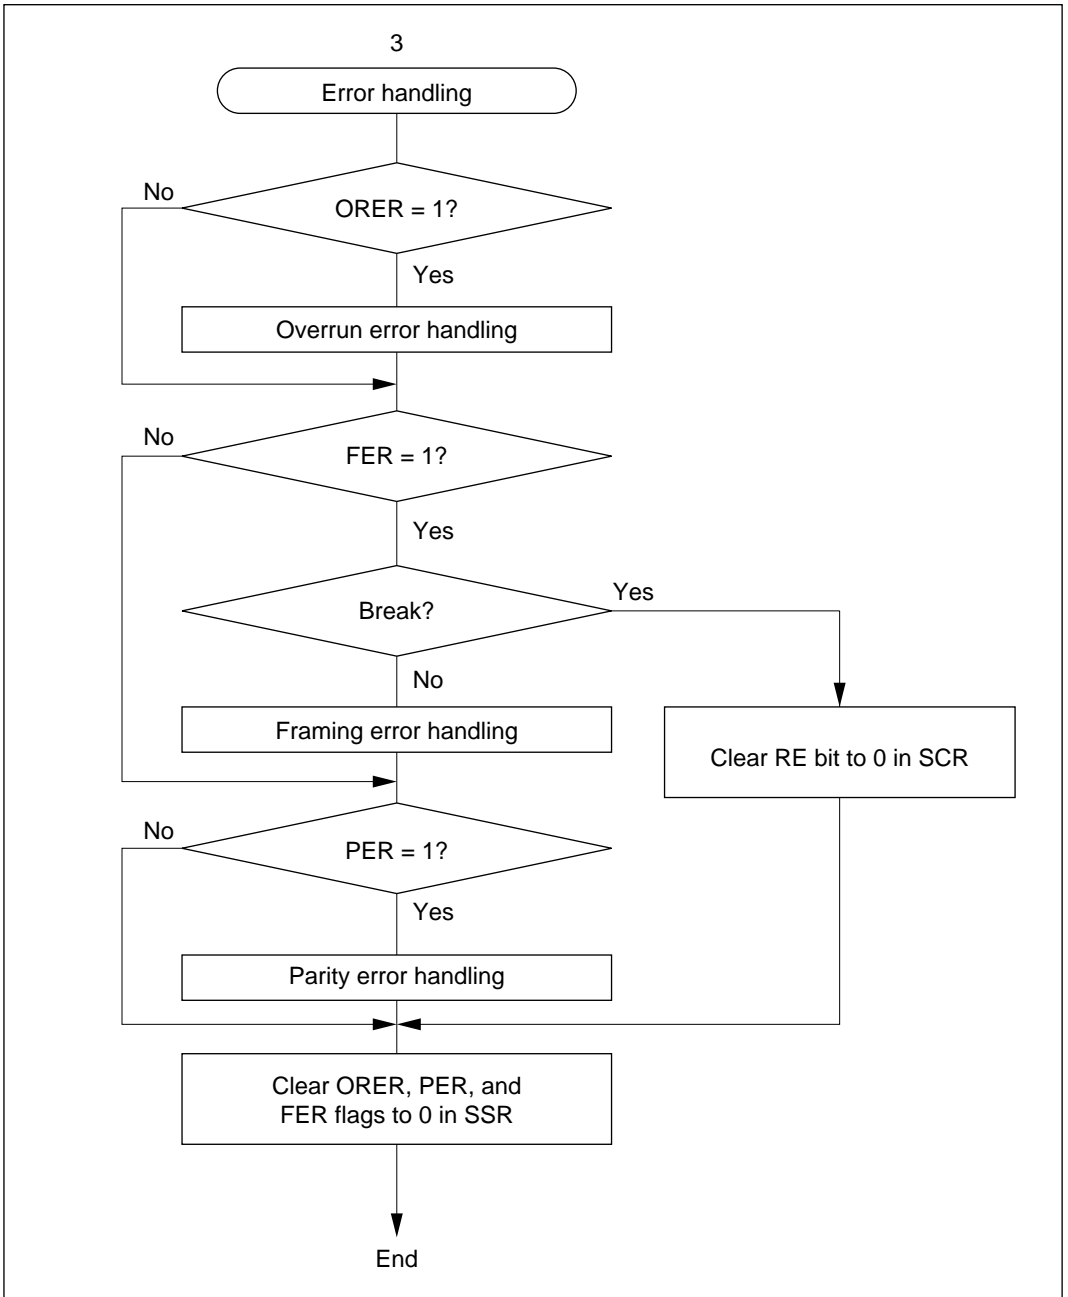 3
Error handling
No
ORER = 1?
Yes
Overrun error handling
No
FER = 1?
Yes
Break?
Yes
No
Framing error handling
Clear RE bit to 0 in SCR
No
PER = 1?
Yes
Parity error handling
Clear ORER, PER, and
FER flags to 0 in SSR
End